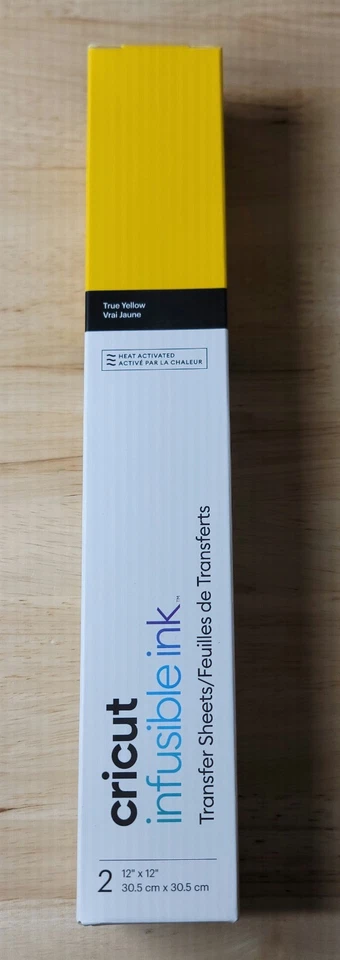 True Yellow
Vrai Jaune
HEAT ACTIVATED
ACTIVÉ PAR LA CHALEUR
cricut
infusible ink™
Transfer Sheets/Feuilles de Transferts
2
12" x 12"
30.5 cm x 30.5 cm